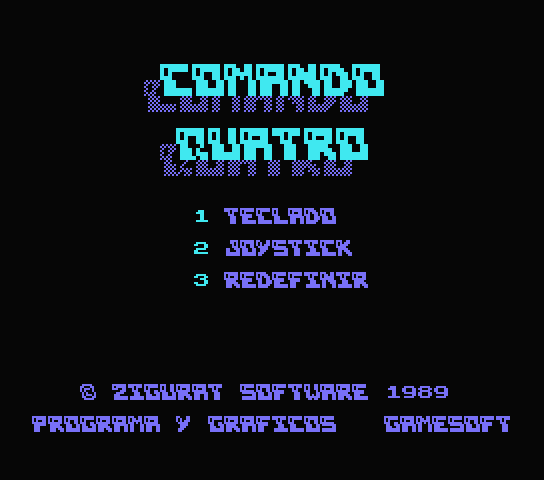 COMANDO
QUATRO
1 TECLADO
2 JOYSTICK
3 REDEFINIR
© ZIGURAT SOFTWARE 1989
PROGRAMA Y GRAFICOS GAMESOFT